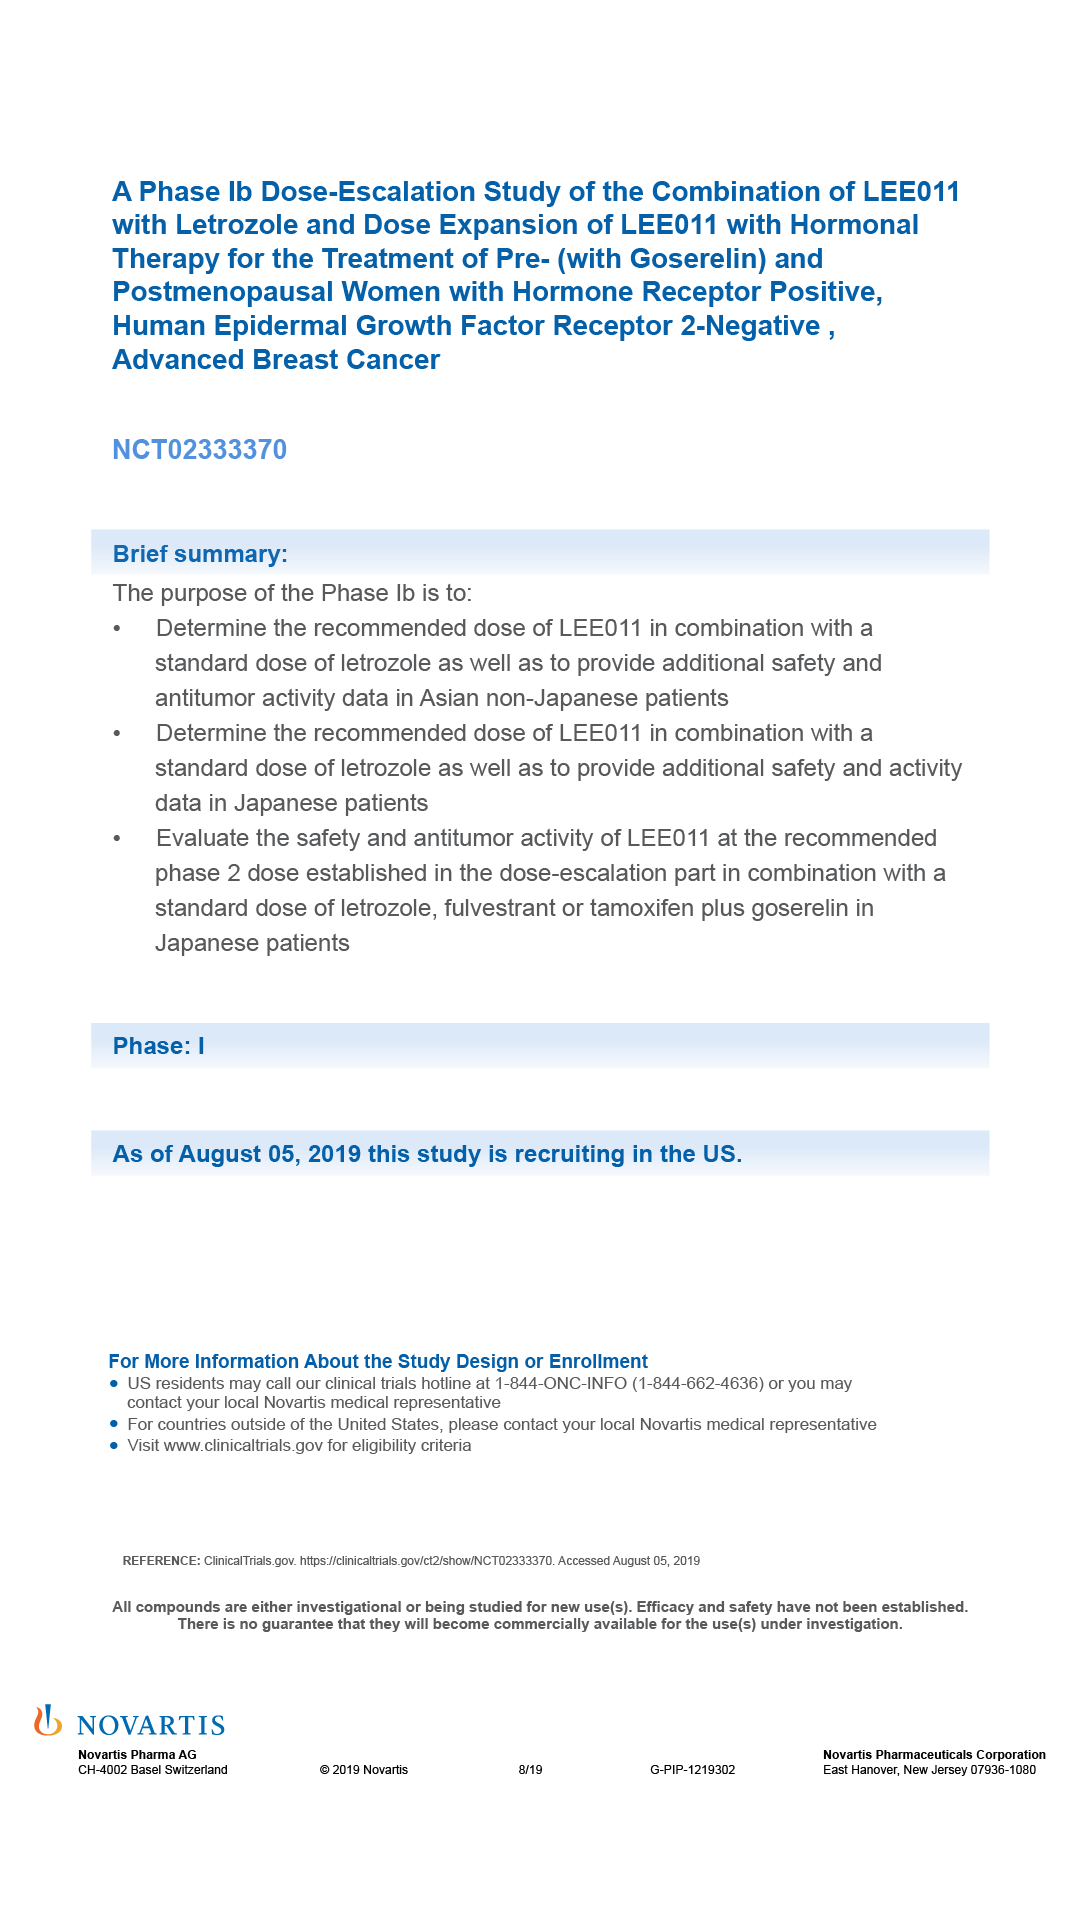 A Phase Ib Dose-Escalation Study of the Combination of LEE011
with Letrozole and Dose Expansion of LEE011 with Hormonal
Therapy for the Treatment of Pre- (with Goserelin) and
Postmenopausal Women with Hormone Receptor Positive,
Human Epidermal Growth Factor Receptor 2-Negative ,
Advanced Breast Cancer
NCT02333370
Brief summary:
The purpose of the Phase Ib is to:
• Determine the recommended dose of LEE011 in combination with a
standard dose of letrozole as well as to provide additional safety and
antitumor activity data in Asian non-Japanese patients
• Determine the recommended dose of LEE011 in combination with a
standard dose of letrozole as well as to provide additional safety and activity
data in Japanese patients
• Evaluate the safety and antitumor activity of LEE011 at the recommended
phase 2 dose established in the dose-escalation part in combination with a
standard dose of letrozole, fulvestrant or tamoxifen plus goserelin in
Japanese patients
Phase: I
As of August 05, 2019 this study is recruiting in the US.
For More Information About the Study Design or Enrollment
• US residents may call our clinical trials hotline at 1-844-ONC-INFO (1-844-662-4636) or you may
contact your local Novartis medical representative
• For countries outside of the United States, please contact your local Novartis medical representative
• Visit www.clinicaltrials.gov for eligibility criteria
REFERENCE: ClinicalTrials.gov. https://clinicaltrials.gov/ct2/show/NCT02333370. Accessed August 05, 2019
All compounds are either investigational or being studied for new use(s). Efficacy and safety have not been established.
There is no guarantee that they will become commercially available for the use(s) under investigation.
NOVARTIS
Novartis Pharma AG Novartis Pharmaceuticals Corporation
CH-4002 Basel Switzerland © 2019 Novartis 8/19 G-PIP-1219302 East Hanover, New Jersey 07936-1080